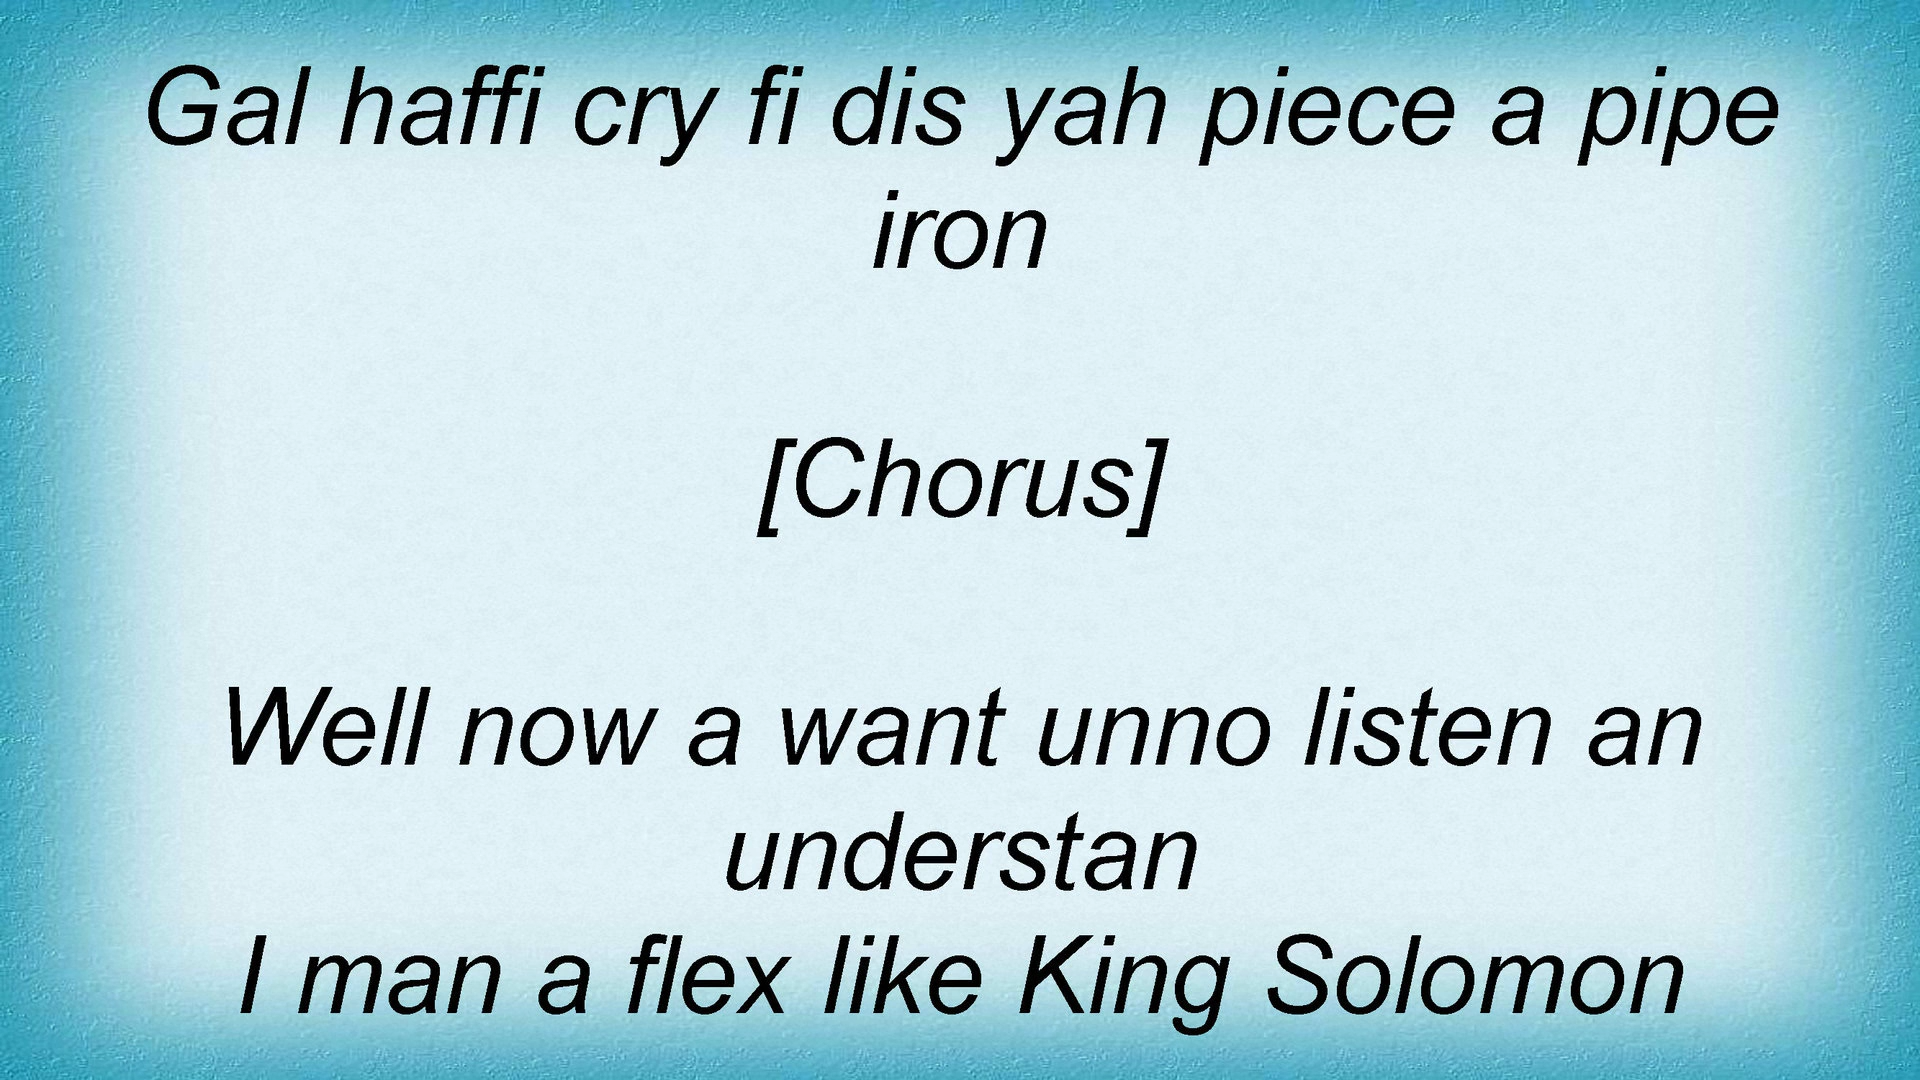 Gal haffi cry fi dis yah piece a pipe
iron
[Chorus]
Well now a want unno listen an
understan
I man a flex like King Solomon